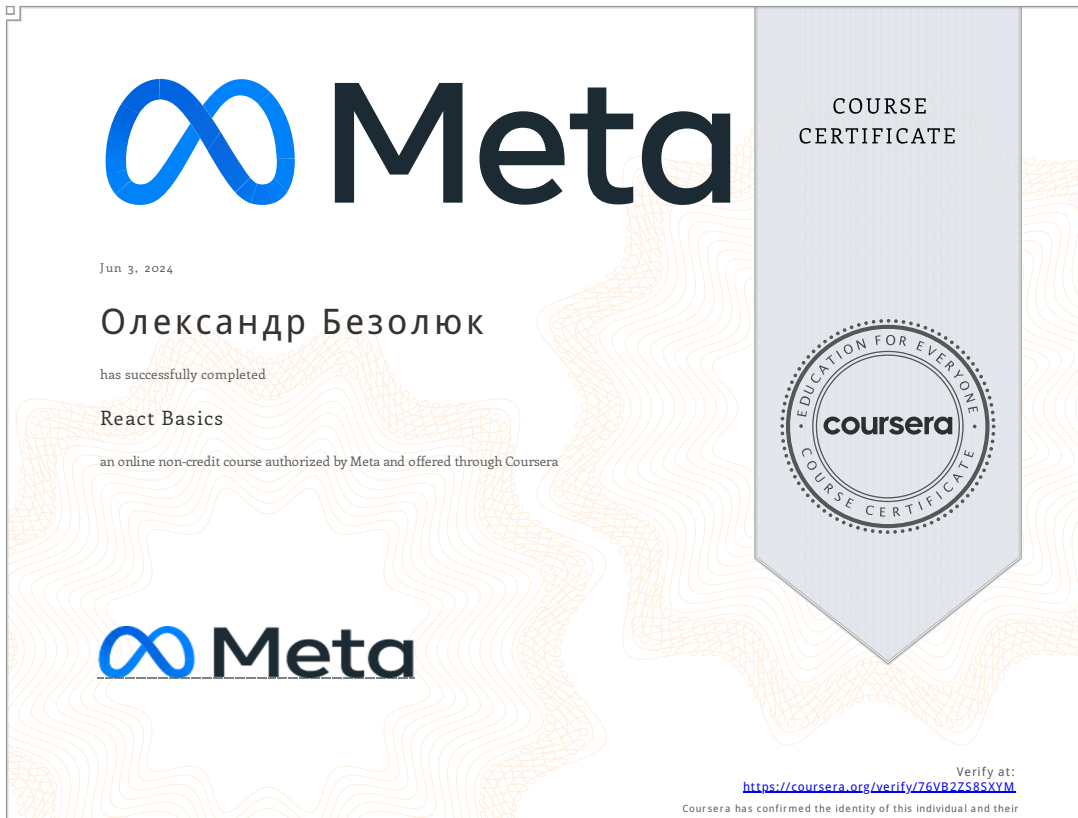 Meta
COURSE
CERTIFICATE
Jun 3, 2024
Олександр Безолюк
has successfully completed
React Basics
an online non-credit course authorized by Meta and offered through Coursera
EDUCATION FOR EVERYONE
coursera
COURSE CERTIFICATE
Meta
Verify at:
https://coursera.org/verify/76VB2ZS8SXYM
Coursera has confirmed the identity of this individual and their